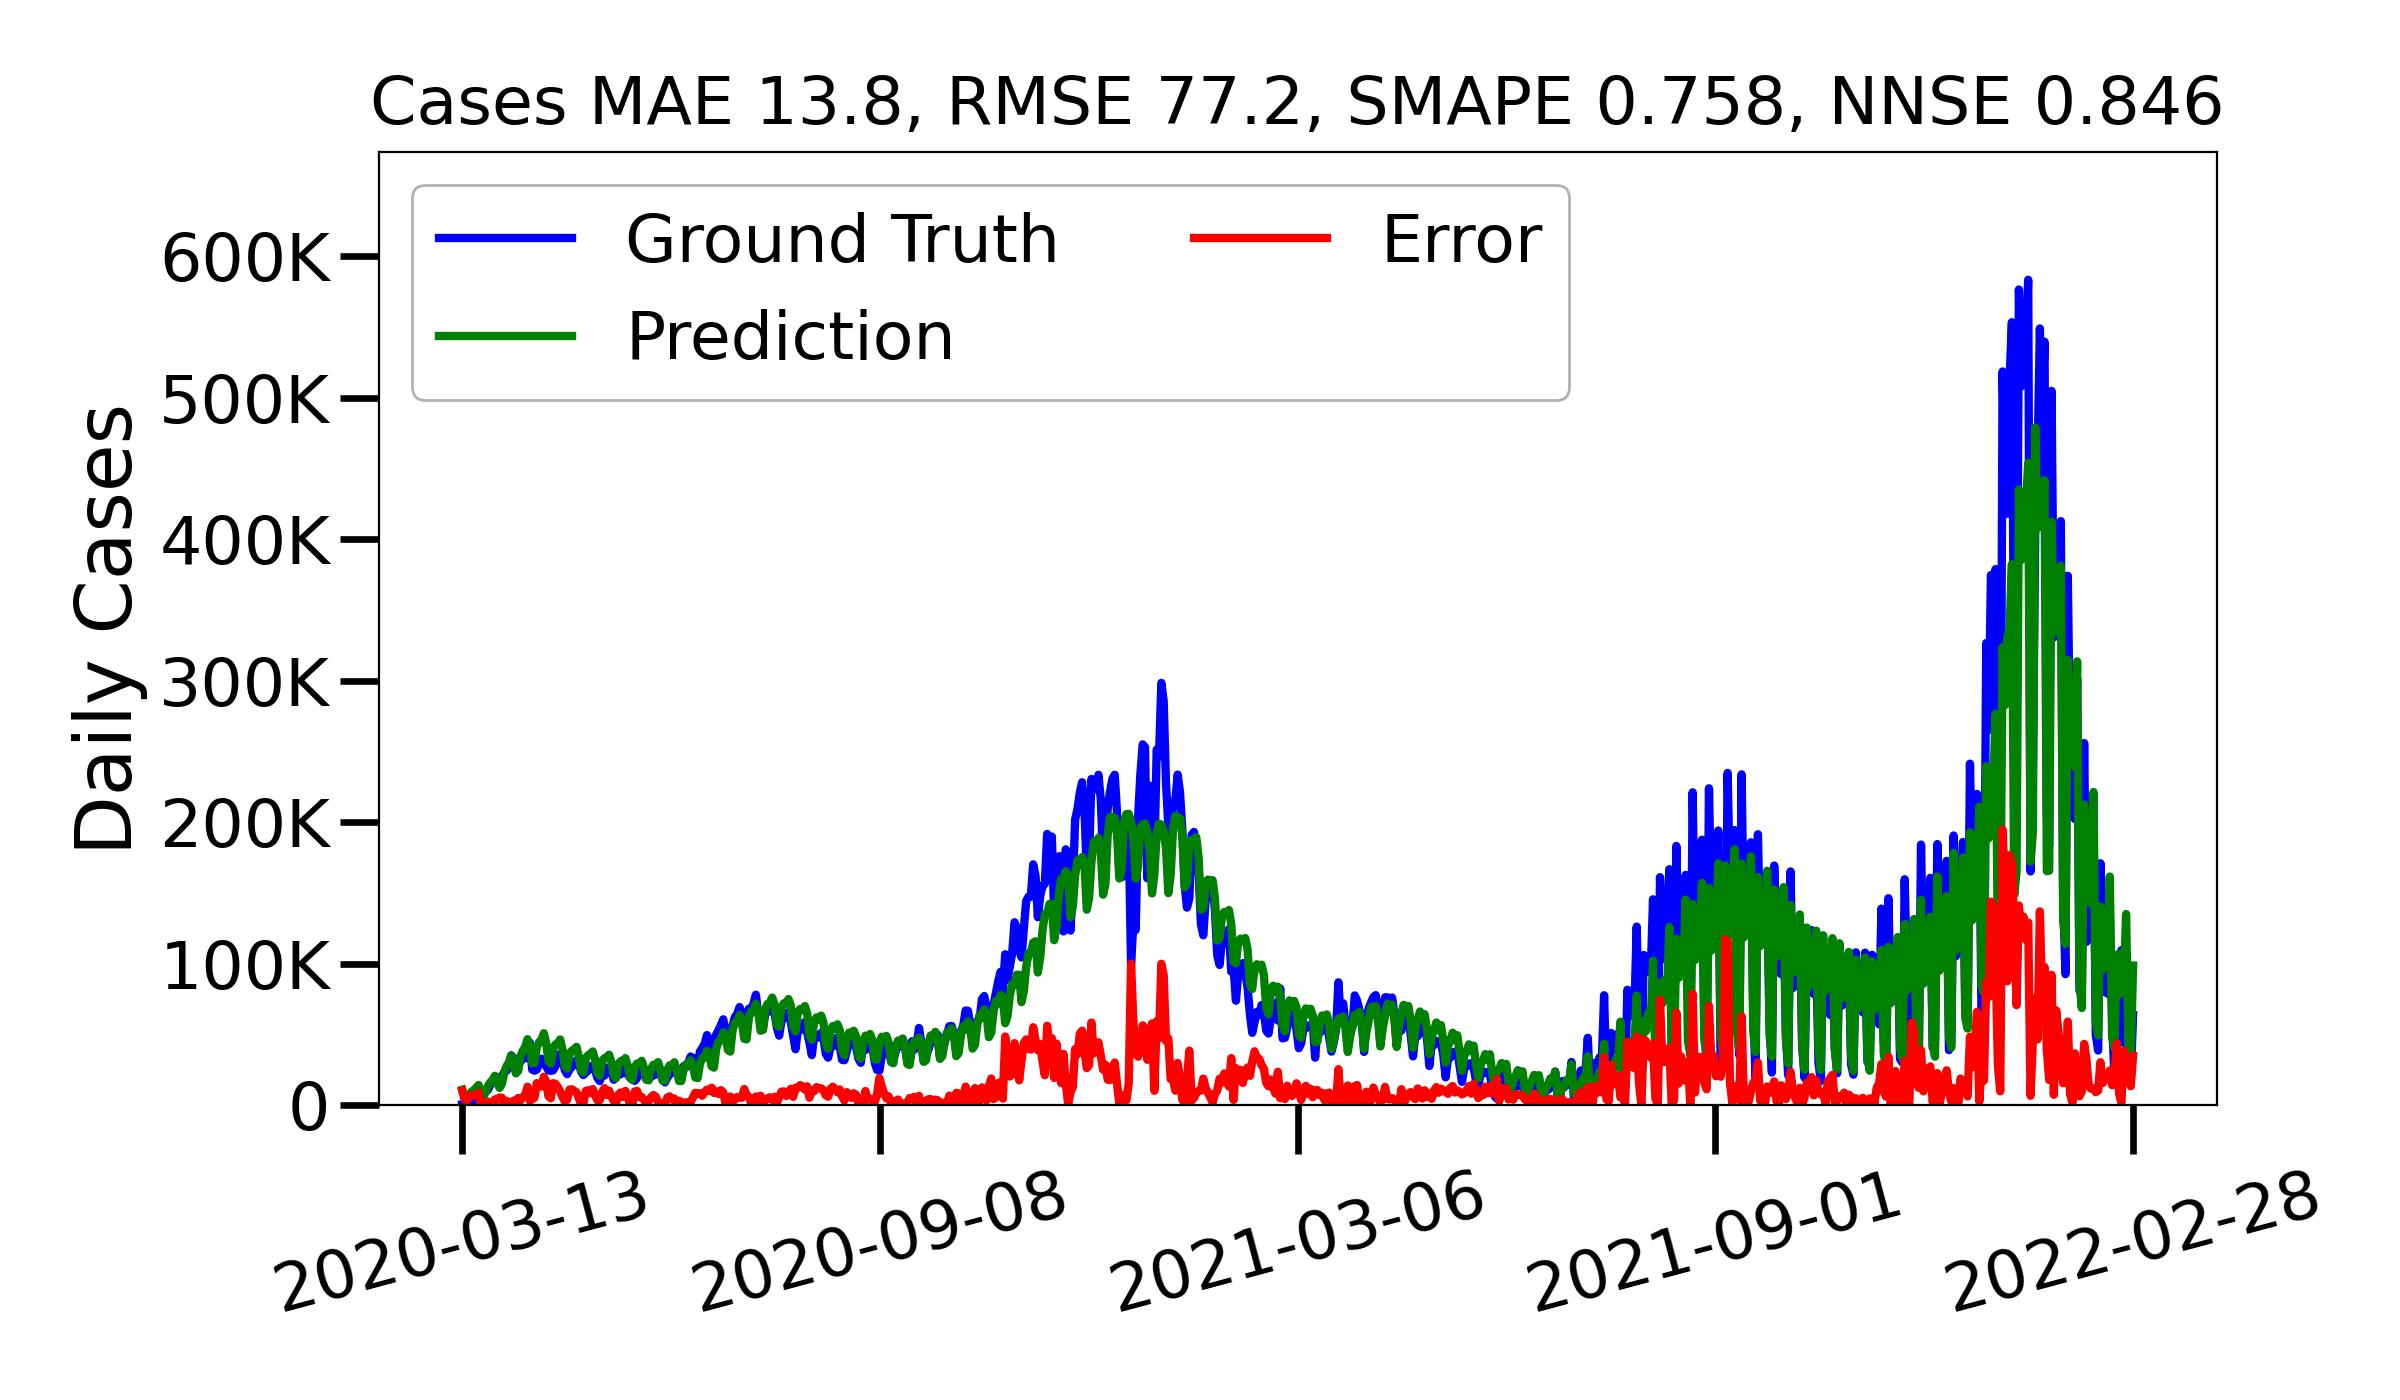 Cases MAE 13.8, RMSE 77.2, SMAPE 0.758, NNSE 0.846
Ground Truth
Prediction
Error
Daily Cases
600K
500K
400K
300K
200K
100K
0
2020-03-13
2020-09-08
2021-03-06
2021-09-01
2022-02-28